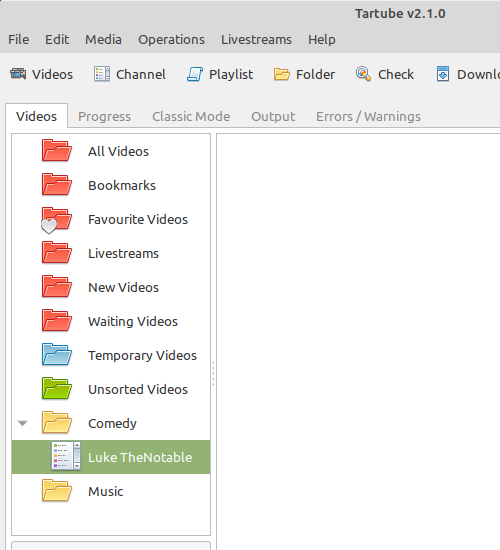 Tartube v2.1.0
File Edit Media Operations Livestreams Help
Videos Channel Playlist Folder Check Downlo
Videos Progress Classic Mode Output Errors / Warnings
All Videos
Bookmarks
Favourite Videos
Livestreams
New Videos
Waiting Videos
Temporary Videos
Unsorted Videos
Comedy
Luke TheNotable
Music